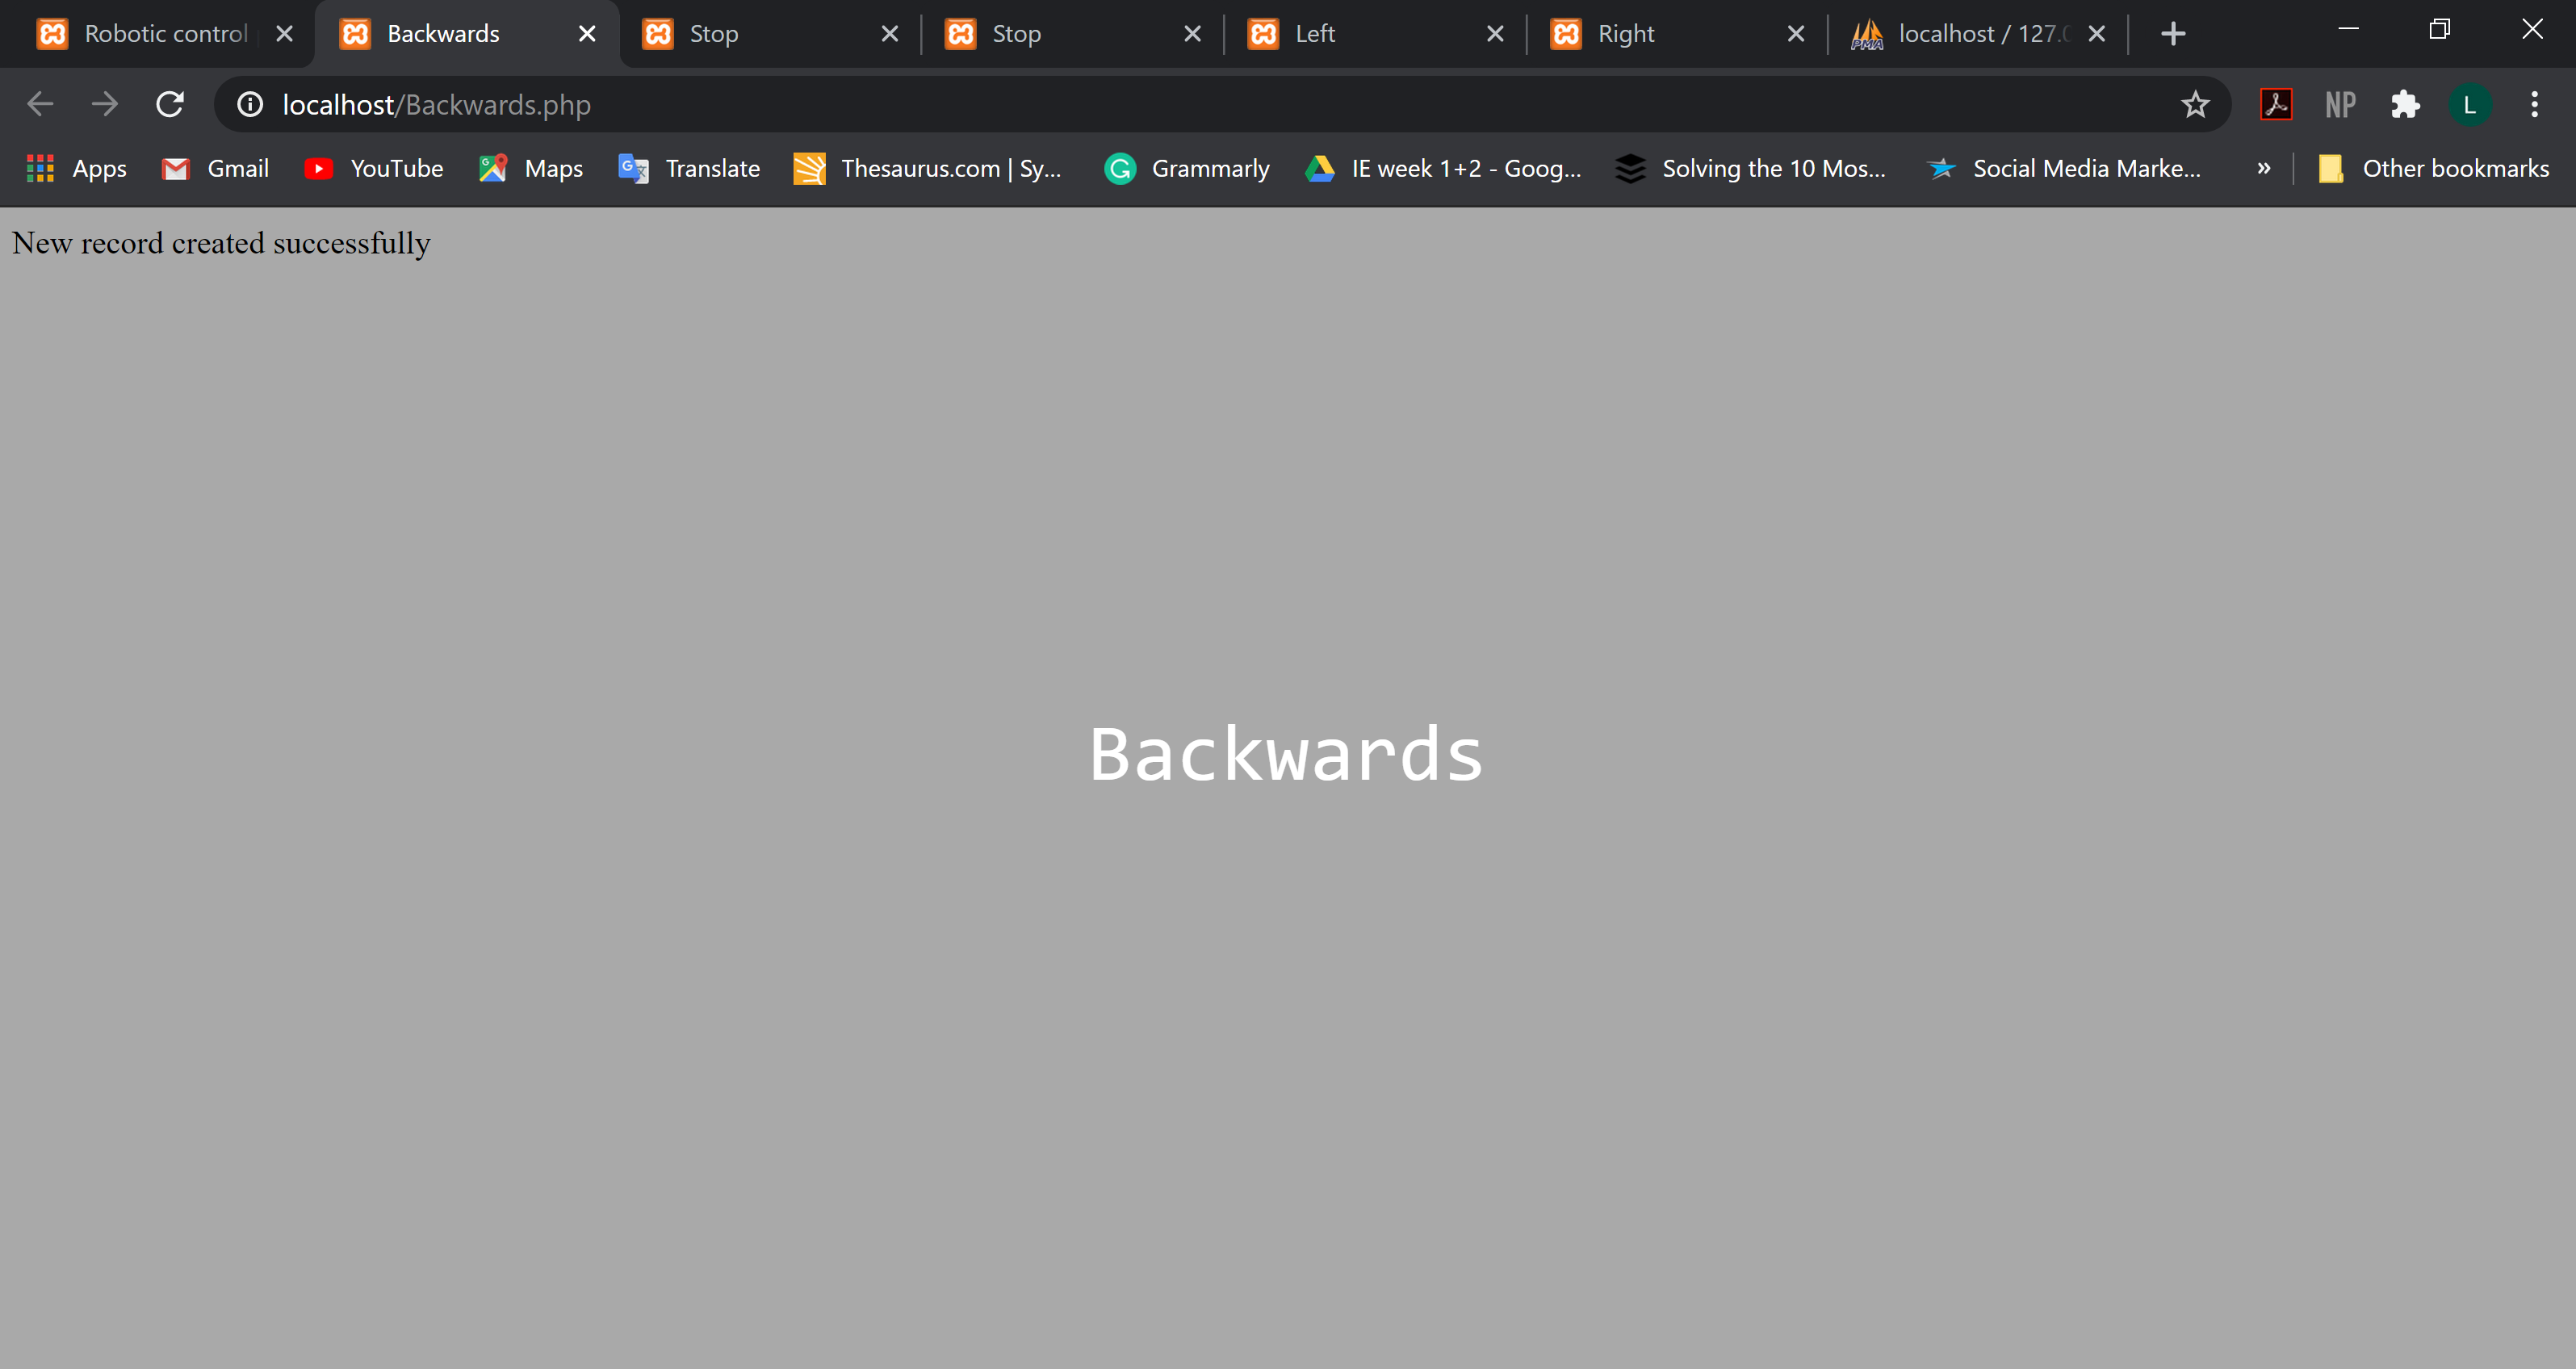 Robotic control
Backwards
Stop
Stop
Left
Right
PMA
localhost / 127.0
localhost/Backwards.php
NP
L
Apps
Gmail
YouTube
Maps
Translate
Thesaurus.com | Sy...
Grammarly
IE week 1+2 - Goog...
Solving the 10 Mos...
Social Media Marke...
»
Other bookmarks
New record created successfully
Backwards